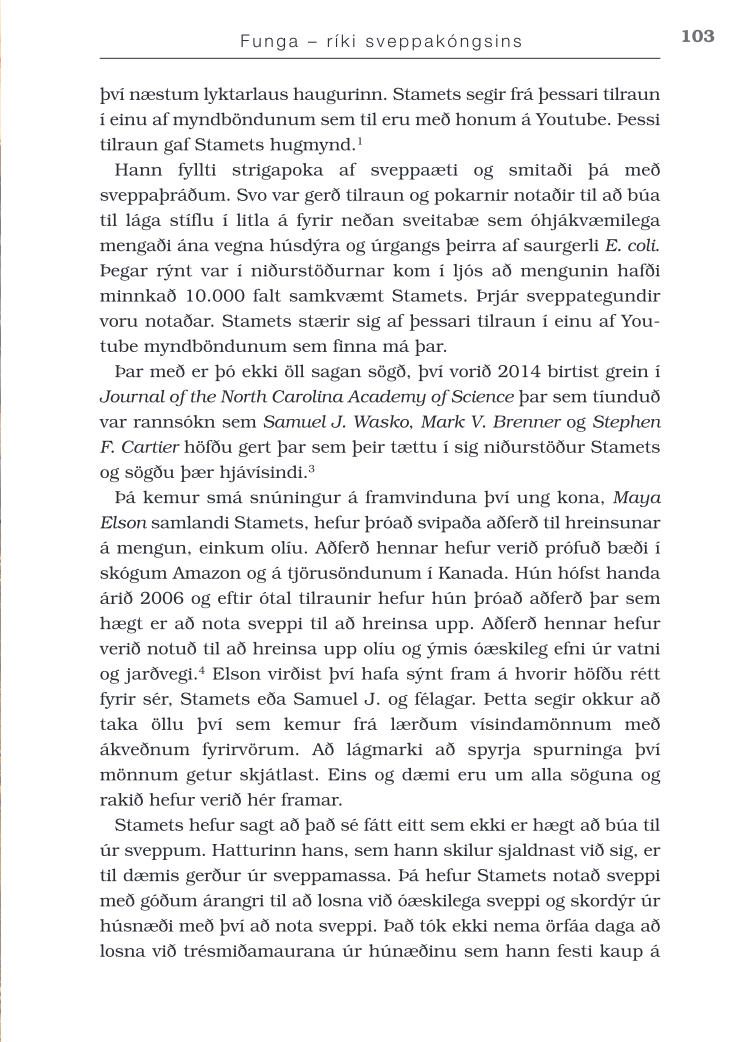 Funga – ríki sveppakóngsins
103
því næstum lyktarlaus haugurinn. Stamets segir frá þessari tilraun
í einu af myndböndunum sem til eru með honum á Youtube. Þessi
tilraun gaf Stamets hugmynd.¹
Hann fyllti strigapoka af sveppaæti og smitaði þá með
sveppaþráðum. Svo var gerð tilraun og pokarnir notaðir til að búa
til lága stíflu í litla á fyrir neðan sveitabæ sem óhjákvæmilega
mengaði ána vegna húsdýra og úrgangs þeirra af saurgerli E. coli.
Þegar rýnt var í niðurstöðurnar kom í ljós að mengunin hafði
minnkað 10.000 falt samkvæmt Stamets. Þrjár sveppategundir
voru notaðar. Stamets stærir sig af þessari tilraun í einu af You-
tube myndböndunum sem finna má þar.
Þar með er þó ekki öll sagan sögð, því vorið 2014 birtist grein í
Journal of the North Carolina Academy of Science þar sem tíunduð
var rannsókn sem Samuel J. Wasko, Mark V. Brenner og Stephen
F. Cartier höfðu gert þar sem þeir tættu í sig niðurstöður Stamets
og sögðu þær hjávísindi.³
Þá kemur smá snúningur á framvinduna því ung kona, Maya
Elson samlandi Stamets, hefur þróað svipaða aðferð til hreinsunar
á mengun, einkum olíu. Aðferð hennar hefur verið prófuð bæði í
skógum Amazon og á tjörusöndunum í Kanada. Hún hófst handa
árið 2006 og eftir ótal tilraunir hefur hún þróað aðferð þar sem
hægt er að nota sveppi til að hreinsa upp. Aðferð hennar hefur
verið notuð til að hreinsa upp olíu og ýmis óæskileg efni úr vatni
og jarðvegi.⁴ Elson virðist því hafa sýnt fram á hvorir höfðu rétt
fyrir sér, Stamets eða Samuel J. og félagar. Þetta segir okkur að
taka öllu því sem kemur frá lærðum vísindamönnum með
ákveðnum fyrirvörum. Að lágmarki að spyrja spurninga því
mönnum getur skjátlast. Eins og dæmi eru um alla söguna og
rakið hefur verið hér framar.
Stamets hefur sagt að það sé fátt eitt sem ekki er hægt að búa til
úr sveppum. Hatturinn hans, sem hann skilur sjaldnast við sig, er
til dæmis gerður úr sveppamassa. Þá hefur Stamets notað sveppi
með góðum árangri til að losna við óæskilega sveppi og skordýr úr
húsnæði með því að nota sveppi. Það tók ekki nema örfáa daga að
losna við trésmiðamaurana úr húnæðinu sem hann festi kaup á